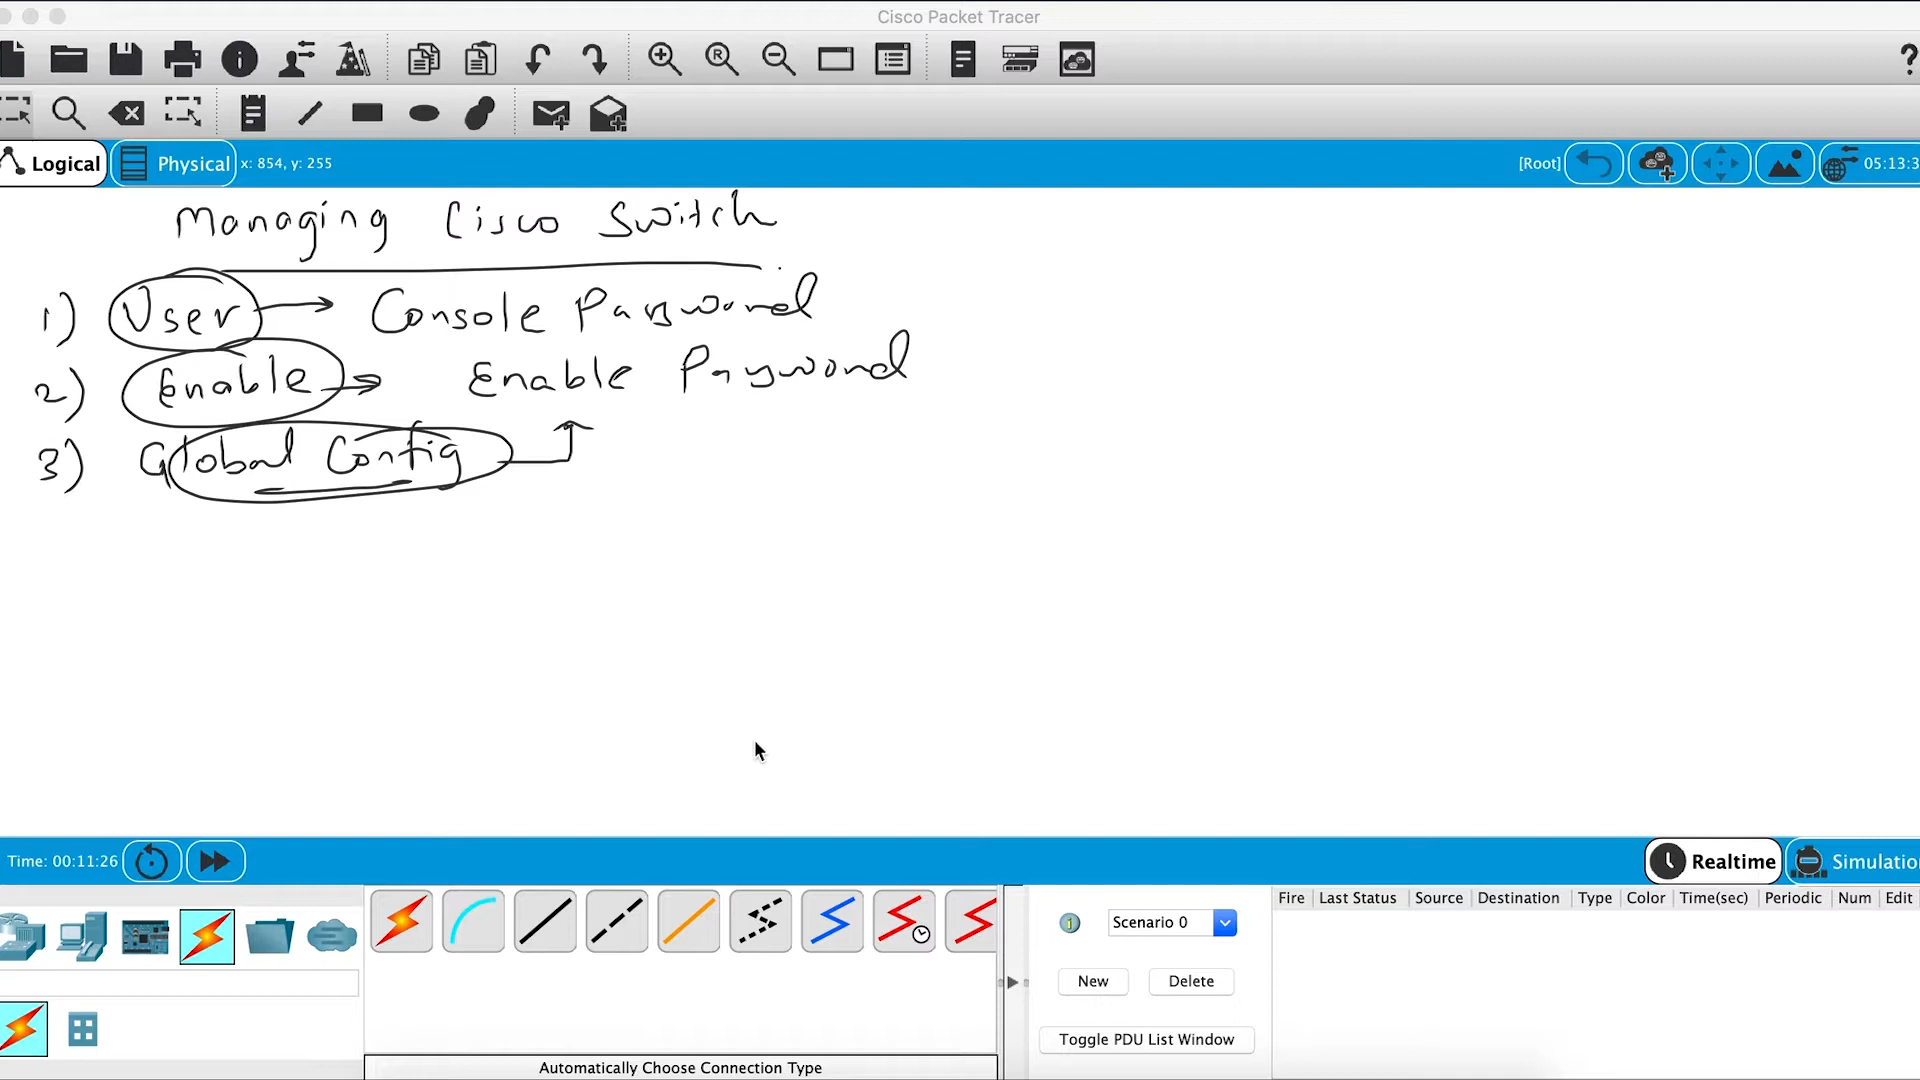 Cisco Packet Tracer
?
Logical Physical x: 854, y: 255 [Root] 05:13:3
Managing Cisco Switch
1) User → Console Password
2) Enable → Enable Password
3) Global Config
Time: 00:11:26 Realtime Simulatio
Scenario 0
New Delete
Toggle PDU List Window
Fire Last Status Source Destination Type Color Time(sec) Periodic Num Edit
Automatically Choose Connection Type